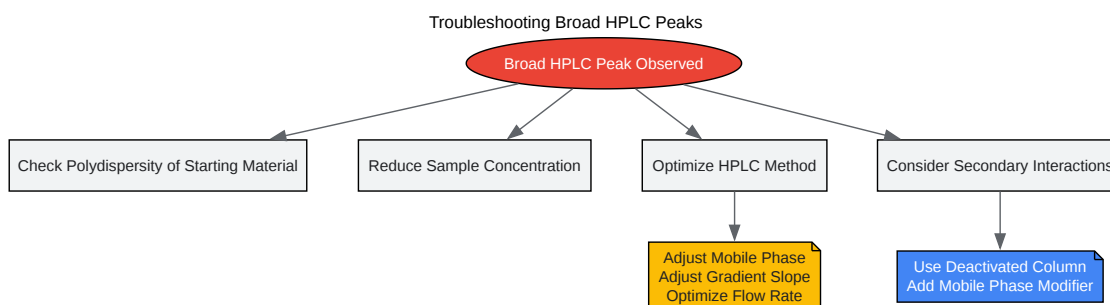 Troubleshooting Broad HPLC Peaks
Broad HPLC Peak Observed
Check Polydispersity of Starting Material
Reduce Sample Concentration
Optimize HPLC Method
Consider Secondary Interactions
Adjust Mobile Phase
Adjust Gradient Slope
Optimize Flow Rate
Use Deactivated Column
Add Mobile Phase Modifier